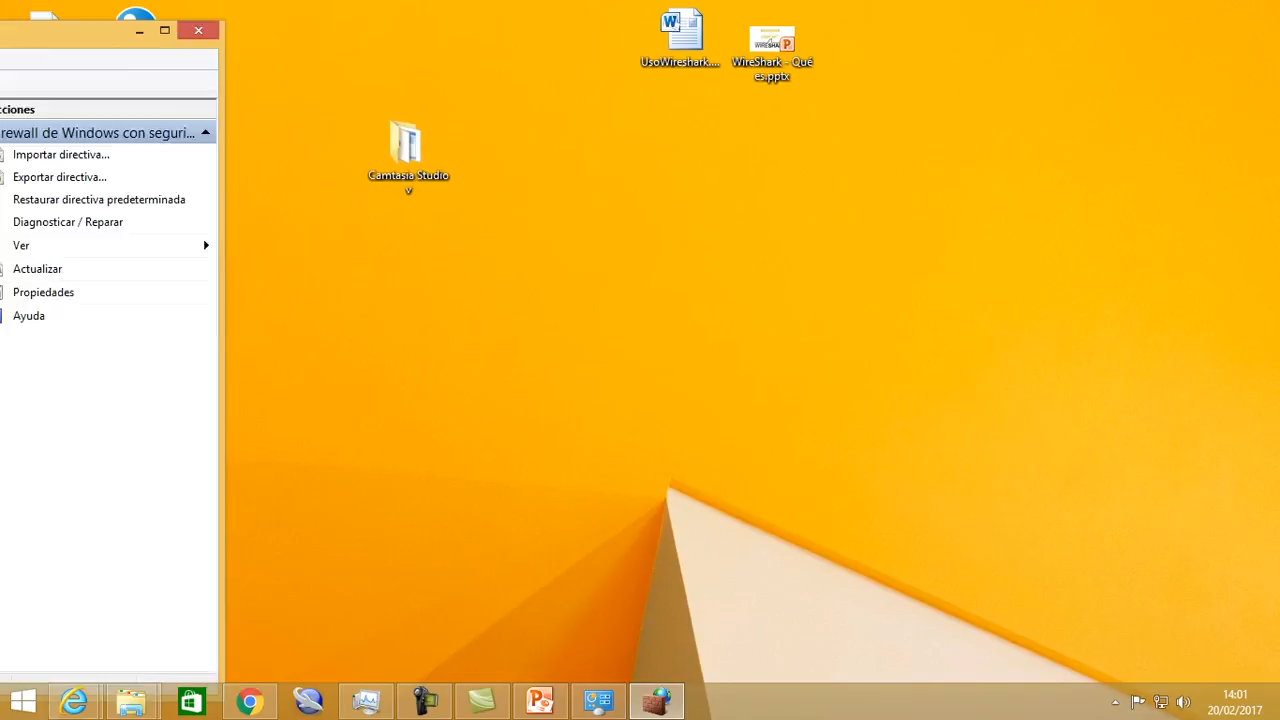 cciones
rewall de Windows con seguri...
Importar directiva...
Exportar directiva...
Restaurar directiva predeterminada
Diagnosticar / Reparar
Ver
Actualizar
Propiedades
Ayuda
UsoWireshark....
WireShark - Qué
es.pptx
Camtasia Studio
v
14:01
20/02/2017